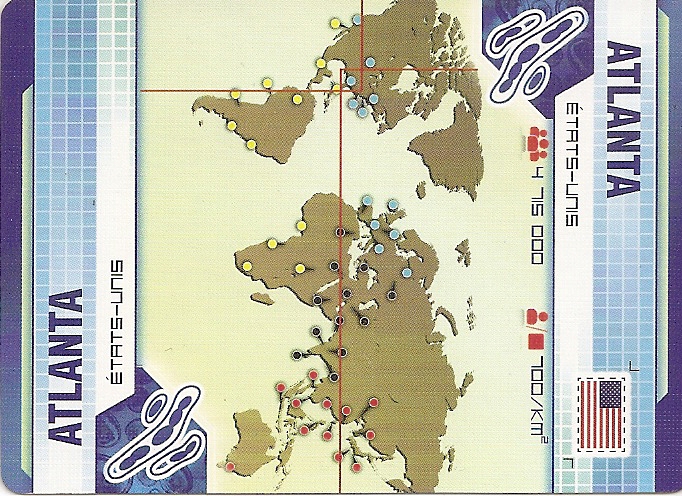 ATLANTA
ÉTATS-UNIS
4 715 000
/ 700/KM²
ÉTATS-UNIS
ATLANTA